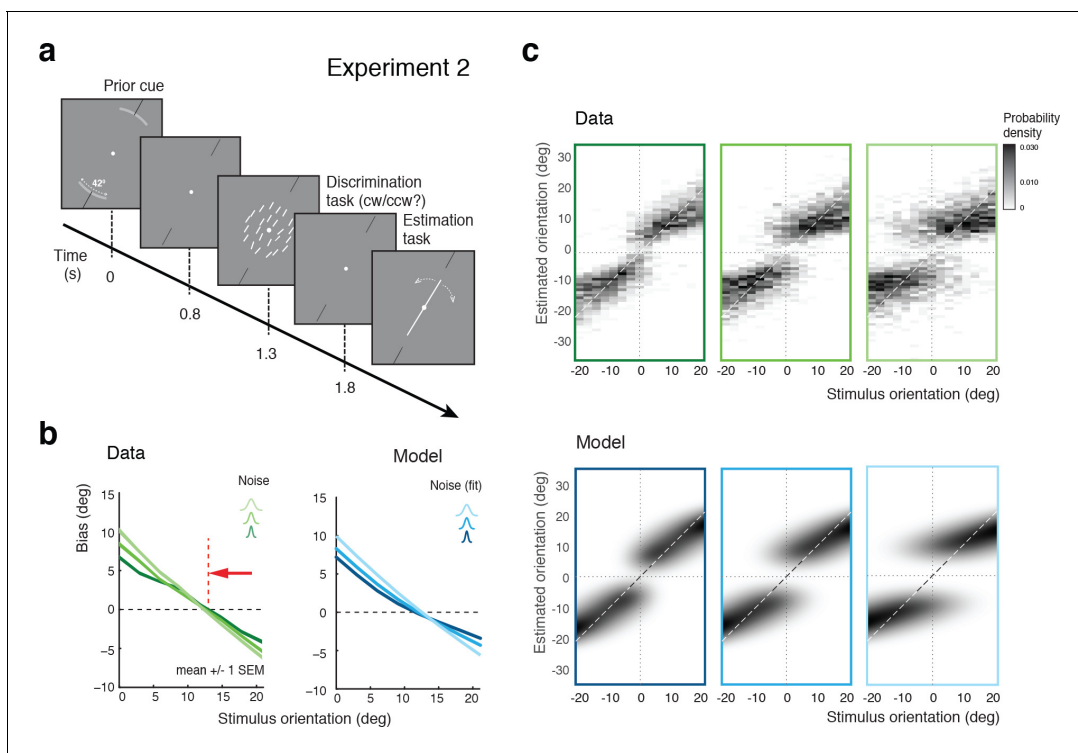 a
Experiment 2
Prior cue
42º
Discrimination
task (cw/ccw?)
Estimation
task
Time
(s)
0
0.8
1.3
1.8
b
Data
Model
Noise
Noise (fit)
Bias (deg)
15
10
5
0
−5
−10
0
5
10
15
20
mean +/- 1 SEM
15
10
5
0
−5
−10
0
5
10
15
20
Stimulus orientation (deg)
c
Data
Probability
density
0.030
0.010
0
Estimated orientation (deg)
30
20
10
0
-10
-20
-30
-20 -10 0 10 20
-20 -10 0 10 20
-20 -10 0 10 20
Stimulus orientation (deg)
Model
Estimated orientation (deg)
30
20
10
0
-10
-20
-30
-20 -10 0 10 20
-20 -10 0 10 20
-20 -10 0 10 20
Stimulus orientation (deg)